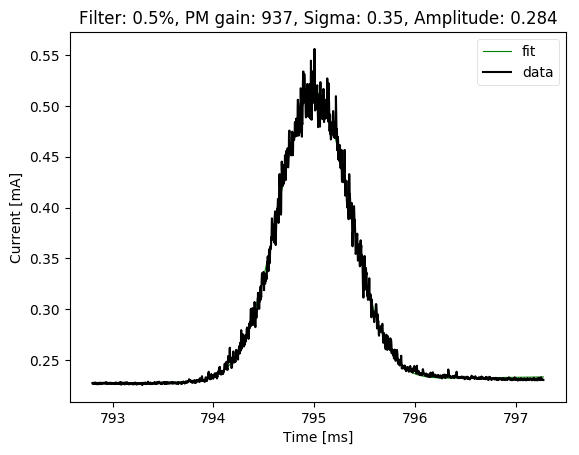 Filter: 0.5%, PM gain: 937, Sigma: 0.35, Amplitude: 0.284
fit
data
0.55
0.50
0.45
0.40
0.35
0.30
0.25
Current [mA]
793
794
795
796
797
Time [ms]